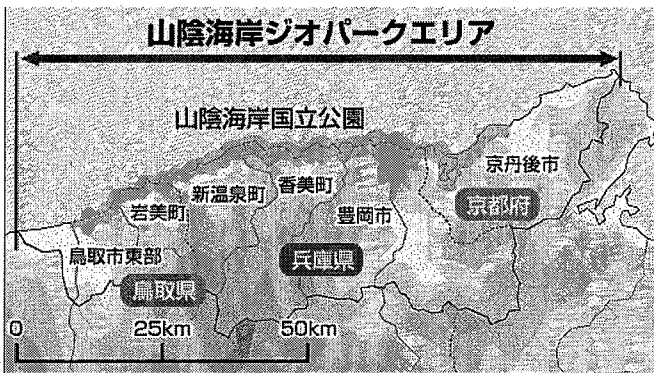 山陰海岸ジオパークエリア
山陰海岸国立公園
京丹後市
香美町
新温泉町
岩美町
豊岡市
京都府
鳥取市東部
兵庫県
鳥取県
0 25km 50km